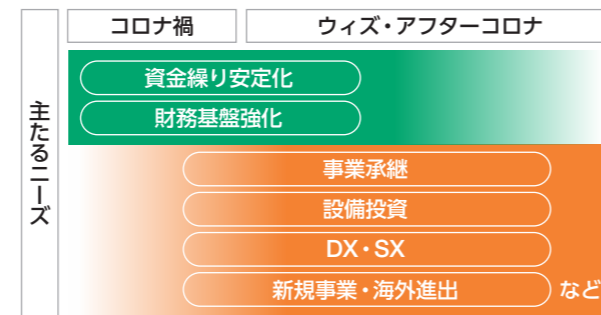 コロナ禍
ウィズ・アフターコロナ
主たるニーズ
資金繰り安定化
財務基盤強化
事業承継
設備投資
DX・SX
新規事業・海外進出 など